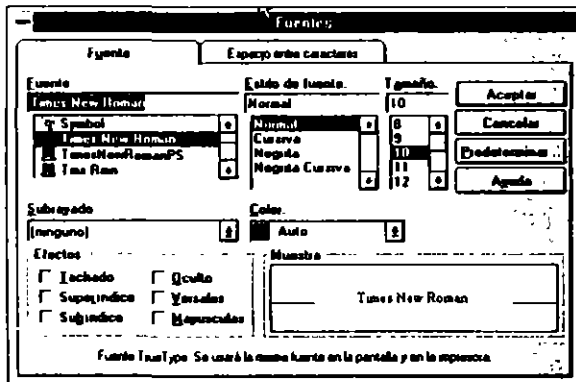 Fuentes
Fuente
Espacio entre caracteres
Fuente
Times New Roman
Symbol
Times New Roman
TimesNewRomanPS
Tms Rmn
Estilo de fuente.
Normal
Normal
Cursiva
Negrita
Negrita Cursiva
Tamaño.
10
8
9
10
11
12
Aceptar
Cancelar
Predeterminar...
Ayuda
Subrayado
(ninguno)
Color.
Auto
Efectos
Tachado
Oculto
Superíndice
Versales
Subíndice
Mayúsculas
Muestra
Times New Roman
Fuente TrueType. Se usará la misma fuente en la pantalla y en la impresora.